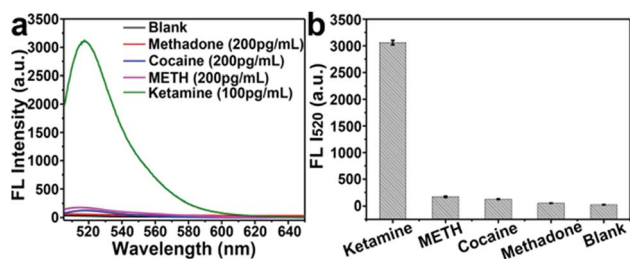 a
3500
3000
2500
2000
1500
1000
500
0
FL Intensity (a.u.)
Blank
Methadone (200pg/mL)
Cocaine (200pg/mL)
METH (200pg/mL)
Ketamine (100pg/mL)
520 540 560 580 600 620 640
Wavelength (nm)
b
3500
3000
2500
2000
1500
1000
500
0
FL I520 (a.u.)
Ketamine METH Cocaine Methadone Blank